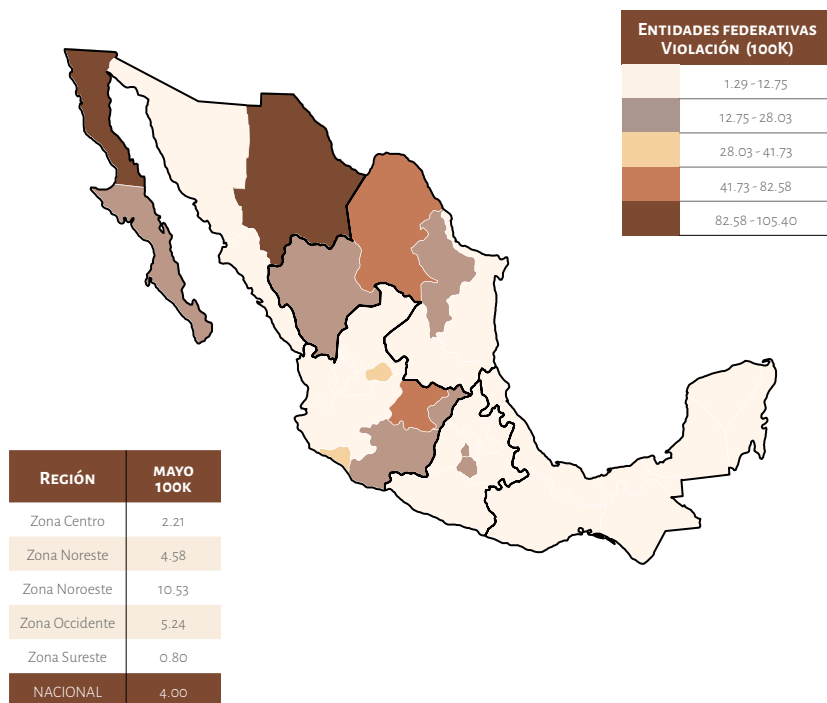 Entidades federativas
Violación (100k)
1.29 - 12.75
12.75 - 28.03
28.03 - 41.73
41.73 - 82.58
82.58 - 105.40
Región mayo 100k
Zona Centro 2.21
Zona Noreste 4.58
Zona Noroeste 10.53
Zona Occidente 5.24
Zona Sureste 0.80
NACIONAL 4.00